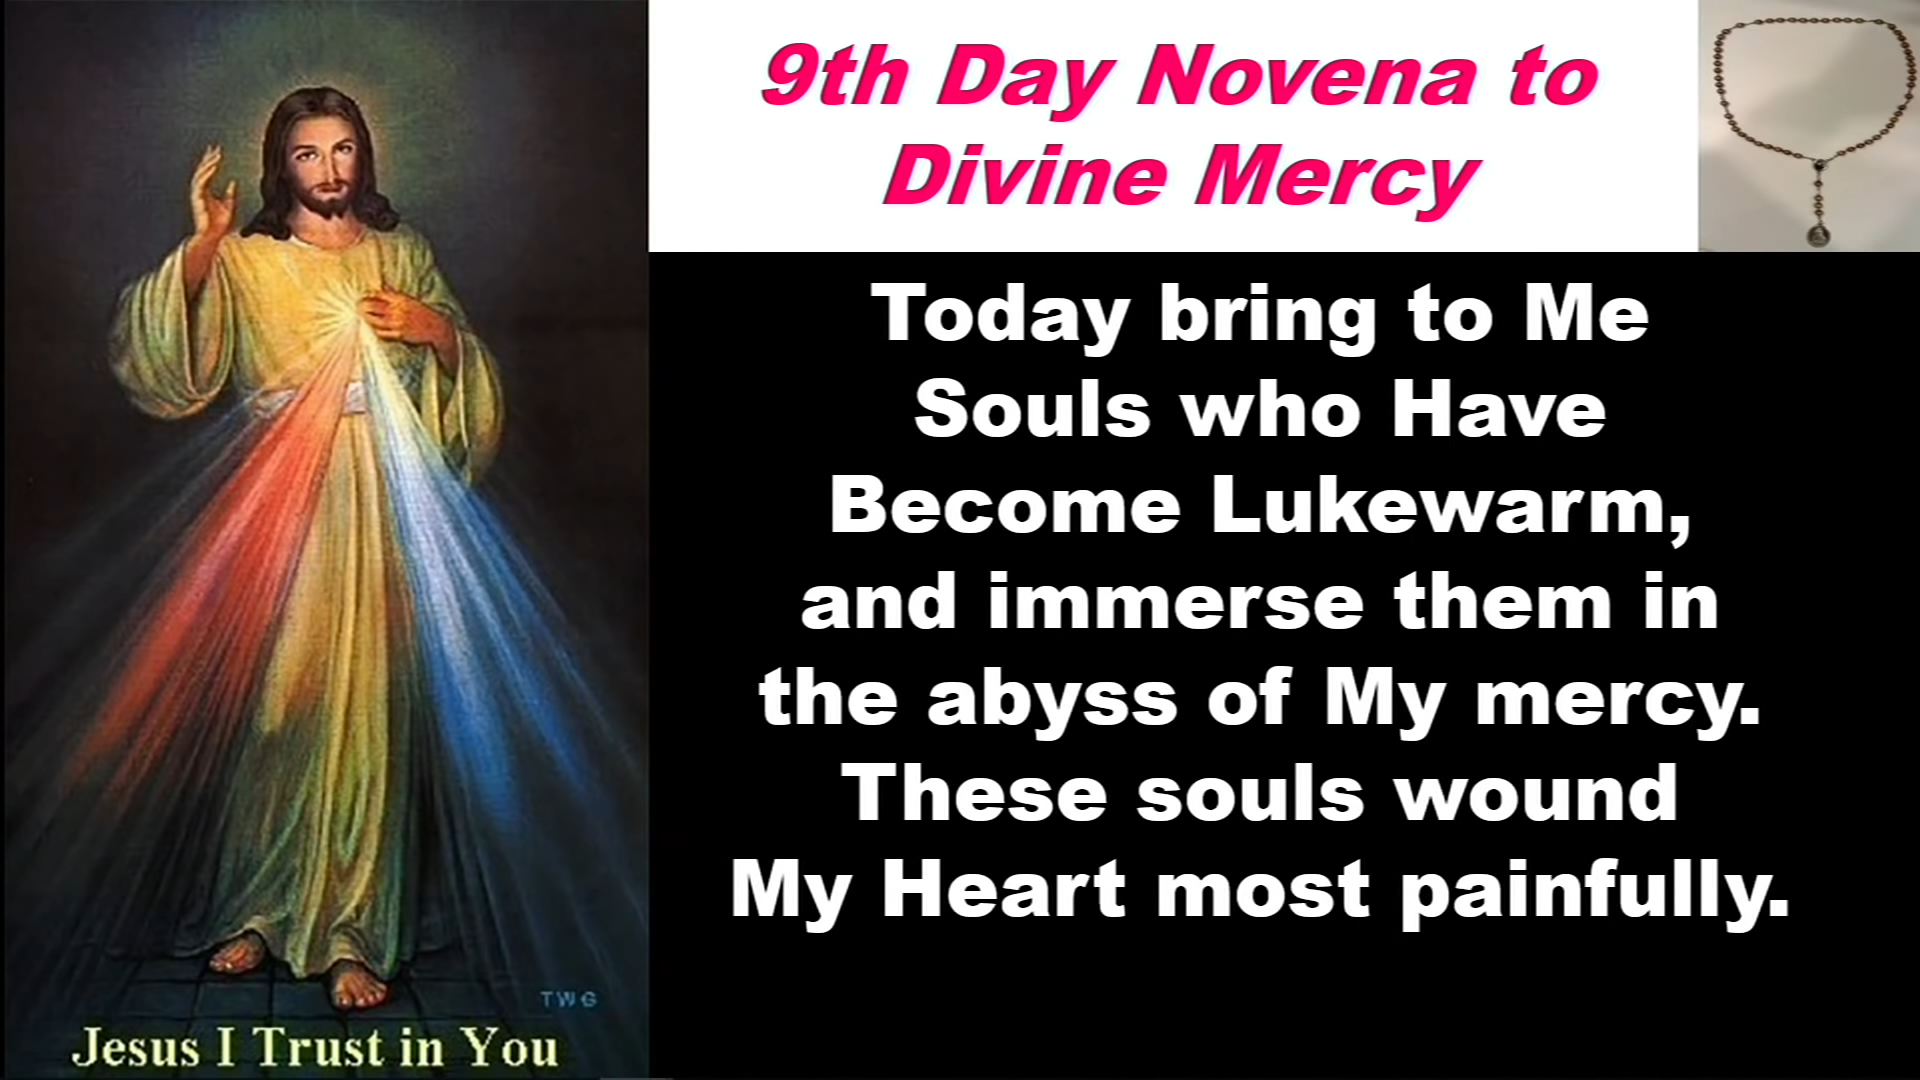 9th Day Novena to
Divine Mercy
Today bring to Me
Souls who Have
Become Lukewarm,
and immerse them in
the abyss of My mercy.
These souls wound
My Heart most painfully.
TWG
Jesus I Trust in You